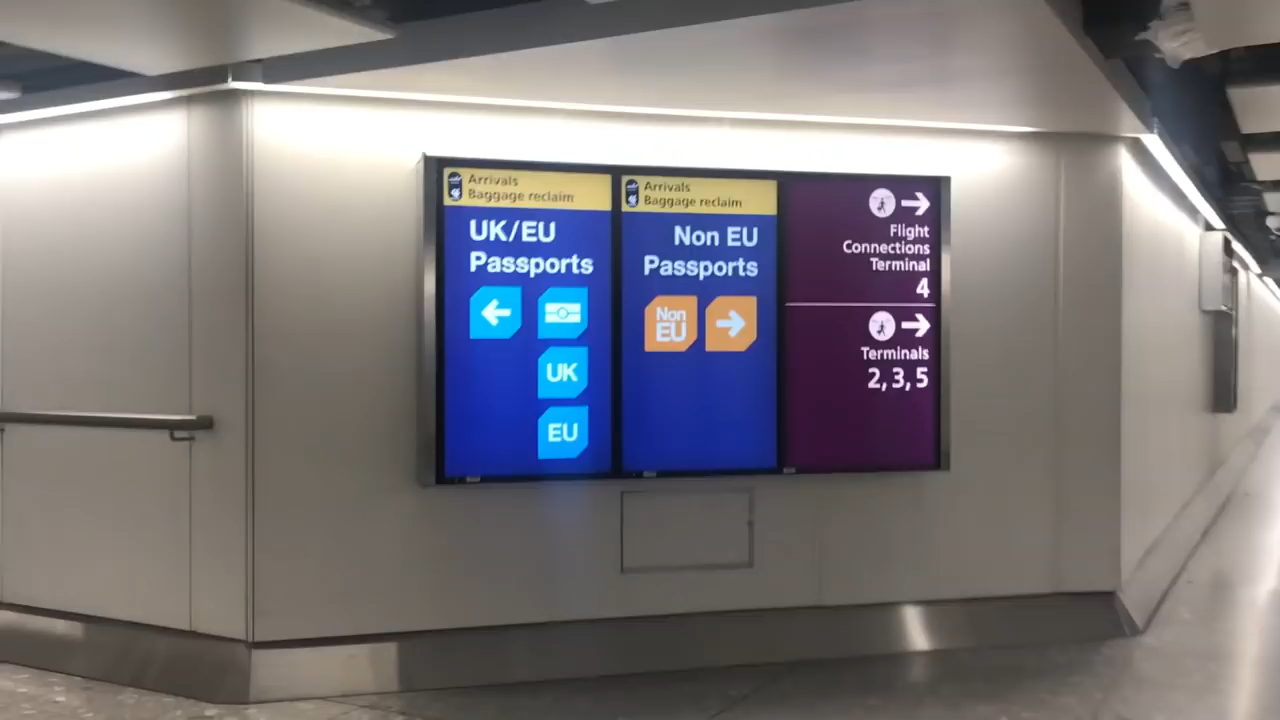 Arrivals
Baggage reclaim
UK/EU
Passports
UK
EU
Arrivals
Baggage reclaim
Non EU
Passports
Non
EU
Flight
Connections
Terminal
4
Terminals
2,3,5